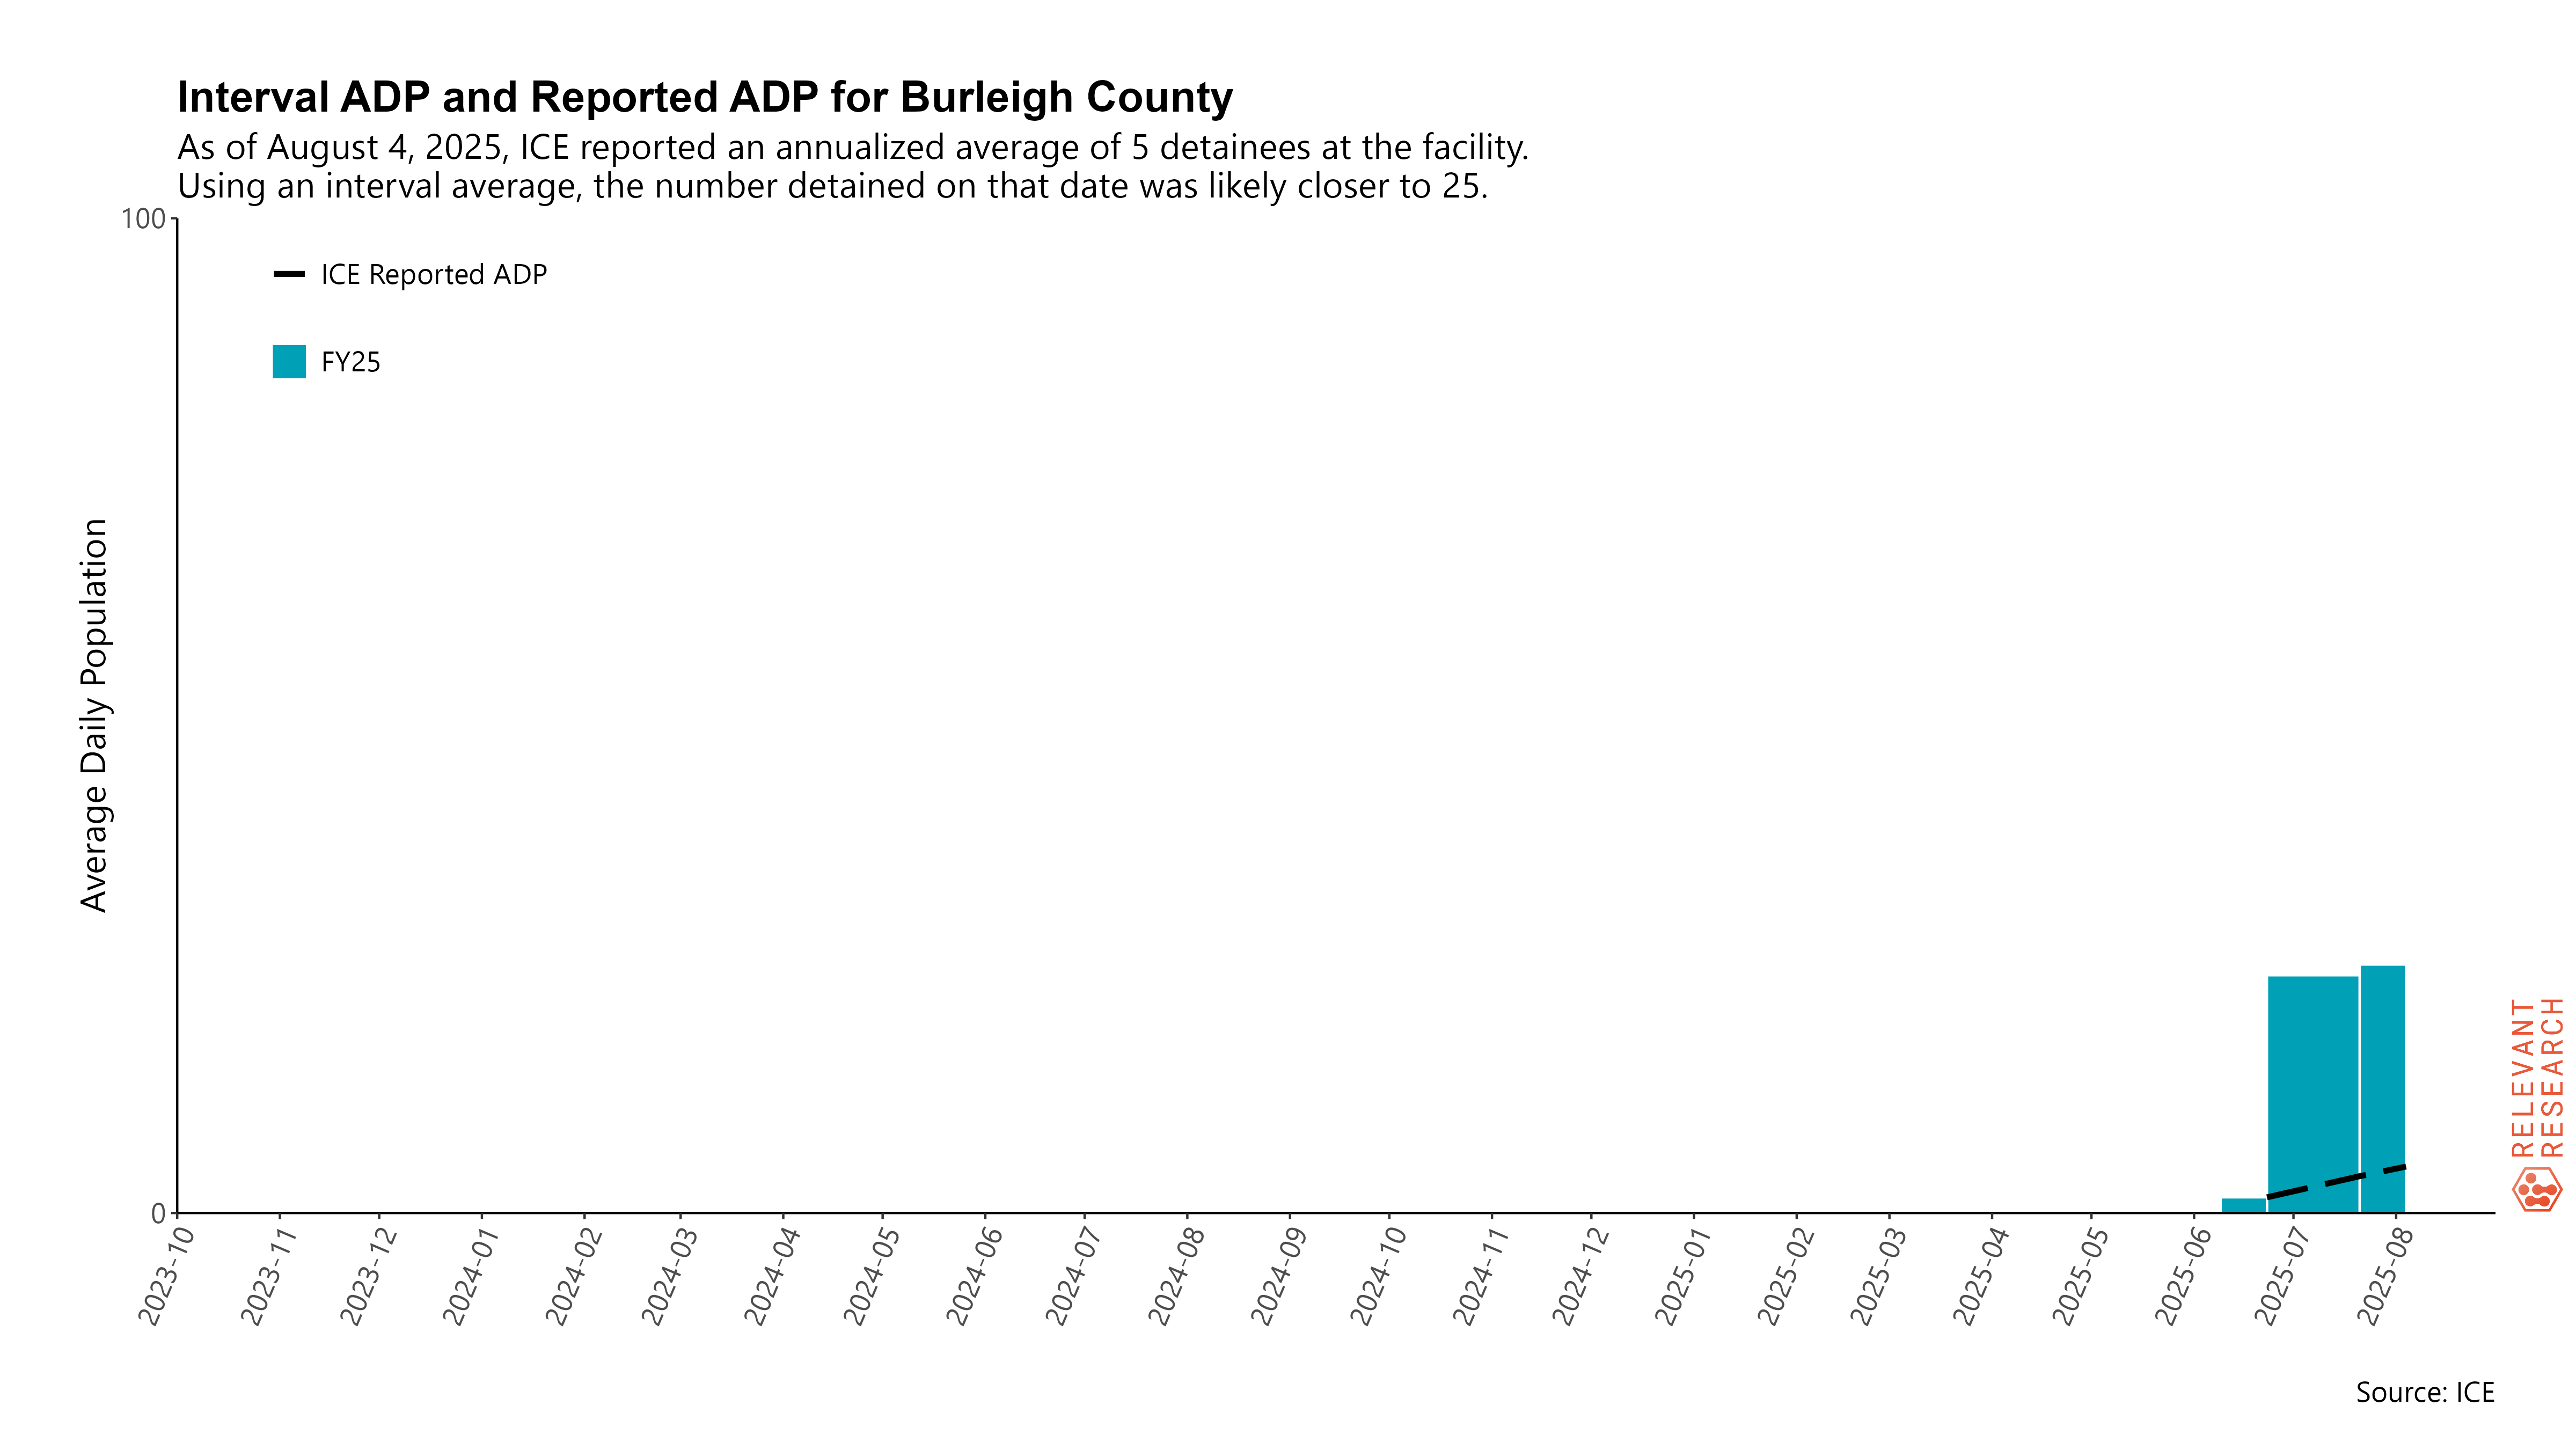 Interval ADP and Reported ADP for Burleigh County
As of August 4, 2025, ICE reported an annualized average of 5 detainees at the facility.
Using an interval average, the number detained on that date was likely closer to 25.
100
ICE Reported ADP
FY25
Average Daily Population
0
2023-10
2023-11
2023-12
2024-01
2024-02
2024-03
2024-04
2024-05
2024-06
2024-07
2024-08
2024-09
2024-10
2024-11
2024-12
2025-01
2025-02
2025-03
2025-04
2025-05
2025-06
2025-07
2025-08
RELEVANT
RESEARCH
Source: ICE